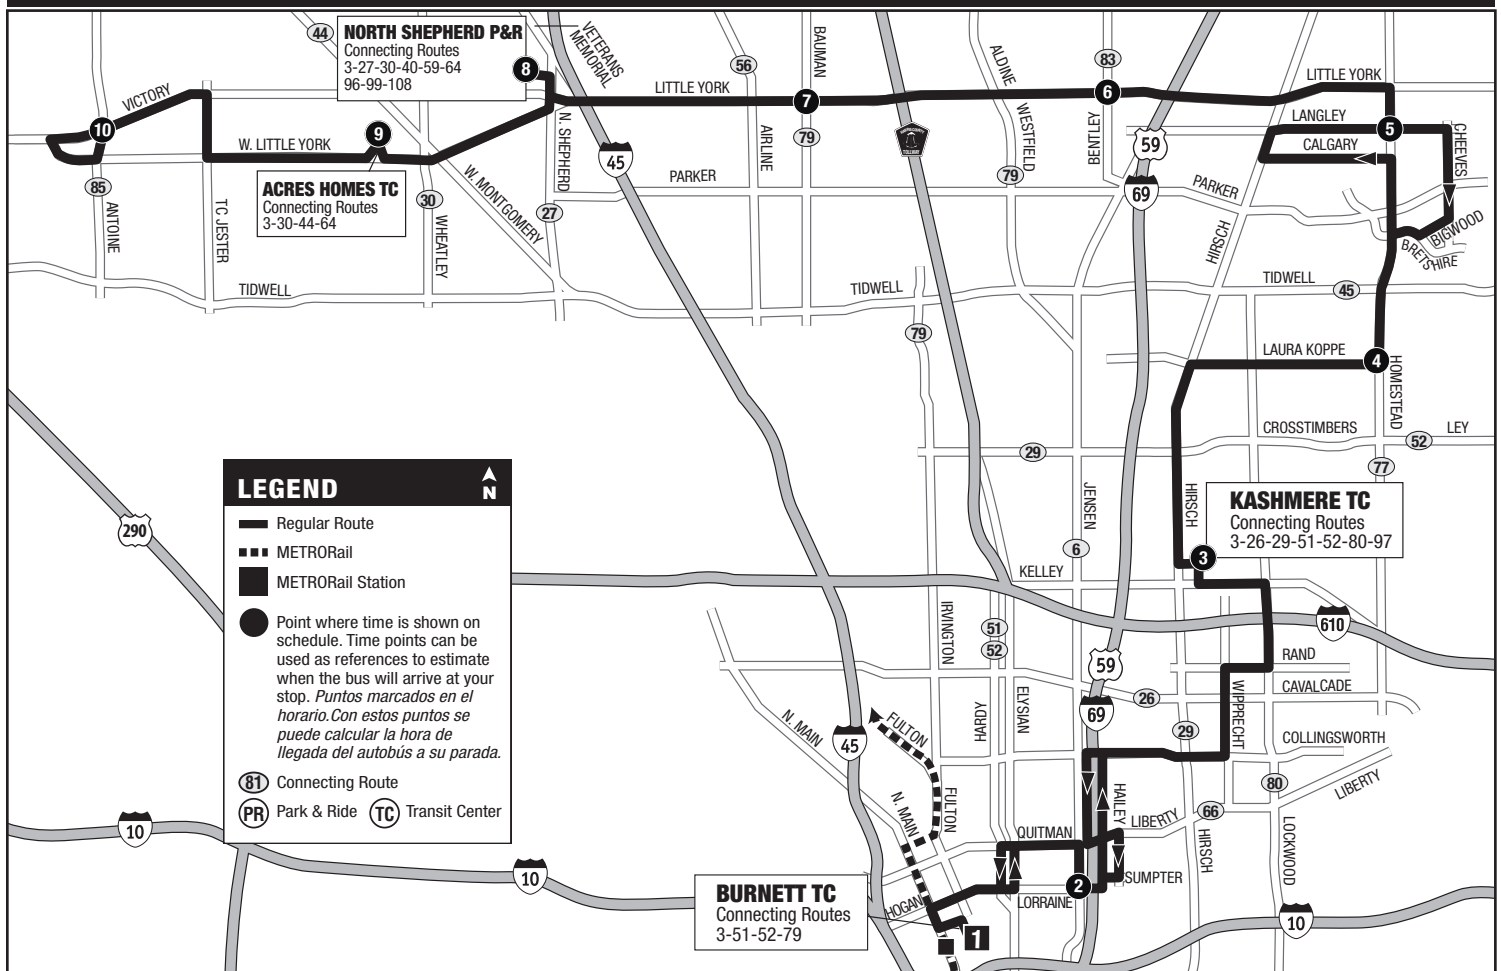 44
NORTH SHEPHERD P&R
Connecting Routes
3-27-30-40-59-64
96-99-108
8
VETERANS
MEMORIAL
56
BAUMAN
ALDINE
83
LITTLE YORK
LITTLE YORK
VICTORY
10
9
7
6
5
LANGLEY
CALGARY
CHEEVES
W. LITTLE YORK
N. SHEPHERD
45
79
AIRLINE
WESTFIELD
BENTLEY
59
ACRES HOMES TC
Connecting Routes
3-30-44-64
85
ANTOINE
TC JESTER
30
WHEATLEY
W. MONTGOMERY
27
PARKER
79
69
PARKER
HIRSCH
BIGWOOD
BRETSHIRE
TIDWELL
TIDWELL
TIDWELL
45
79
LAURA KOPPE
4
HOMESTEAD
CROSSTIMBERS
52
LEY
29
77
LEGEND
N
Regular Route
METRORail
METRORail Station
Point where time is shown on
schedule. Time points can be
used as references to estimate
when the bus will arrive at your
stop. Puntos marcados en el
horario.Con estos puntos se
puede calcular la hora de
llegada del autobús a su parada.
81 Connecting Route
PR Park & Ride TC Transit Center
290
JENSEN
HIRSCH
KASHMERE TC
Connecting Routes
3-26-29-51-52-80-97
6
3
KELLEY
IRVINGTON
51
52
610
59
RAND
CAVALCADE
26
69
ELYSIAN
HARDY
WIPPRECHT
29
COLLINGSWORTH
N. MAIN
45
FULTON
80
LIBERTY
N. MAIN
FULTON
HAILEY
66
LIBERTY
QUITMAN
HIRSCH
LOCKWOOD
10
10
SUMPTER
2
LORRAINE
HOGAN
BURNETT TC
Connecting Routes
3-51-52-79
1
10